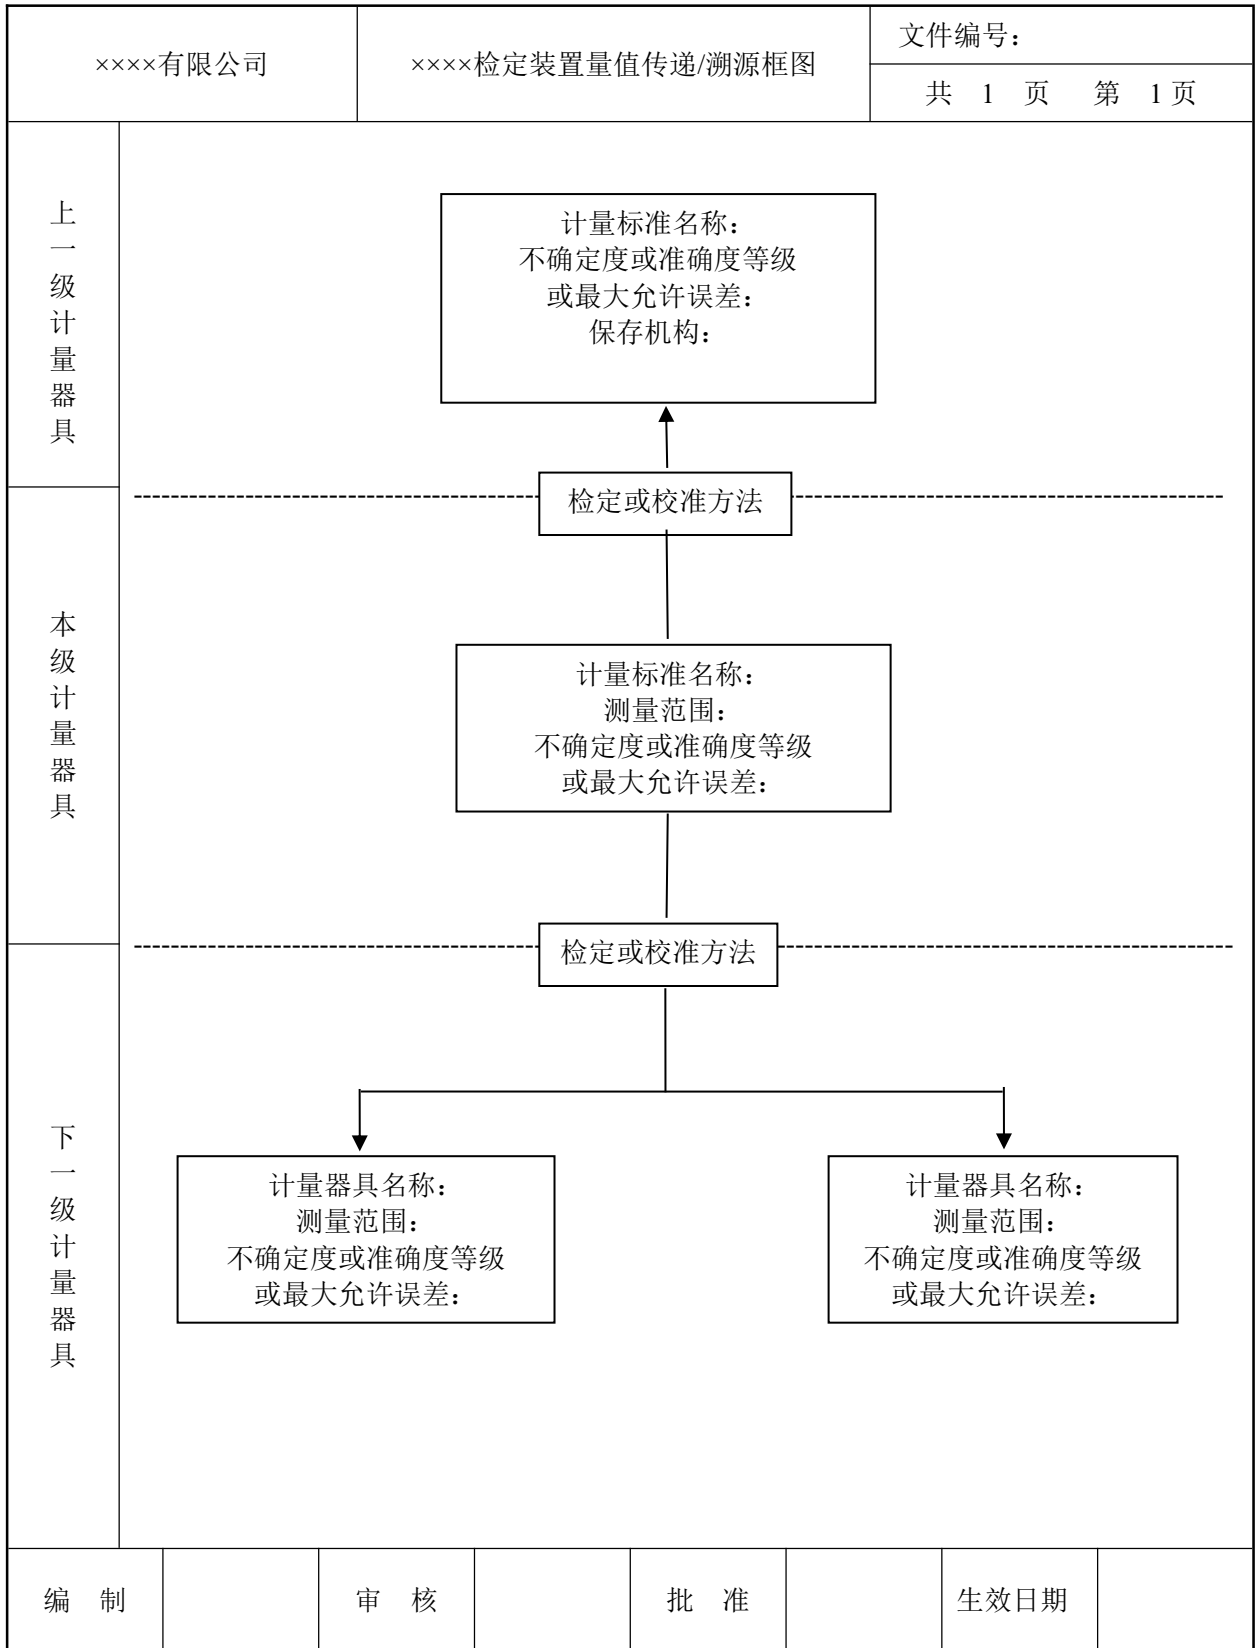 ××××有限公司
××××检定装置量值传递/溯源框图
文件编号：
共 1 页 第 1页
上一级计量器具
计量标准名称：
不确定度或准确度等级
或最大允许误差：
保存机构：
检定或校准方法
本级计量器具
计量标准名称：
测量范围：
不确定度或准确度等级
或最大允许误差：
检定或校准方法
下一级计量器具
计量器具名称：
测量范围：
不确定度或准确度等级
或最大允许误差：
计量器具名称：
测量范围：
不确定度或准确度等级
或最大允许误差：
编 制
审 核
批 准
生效日期